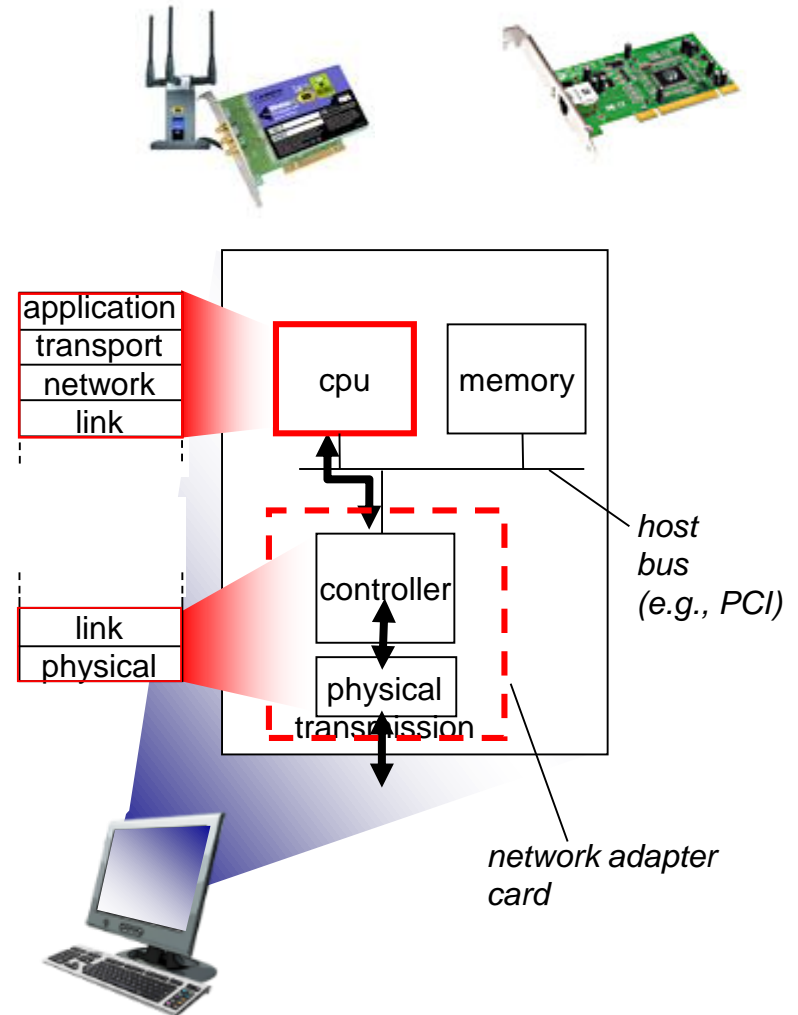 application
transport
network
link
cpu
memory
host
bus
(e.g., PCI)
controller
link
physical
physical
transmission
network adapter
card